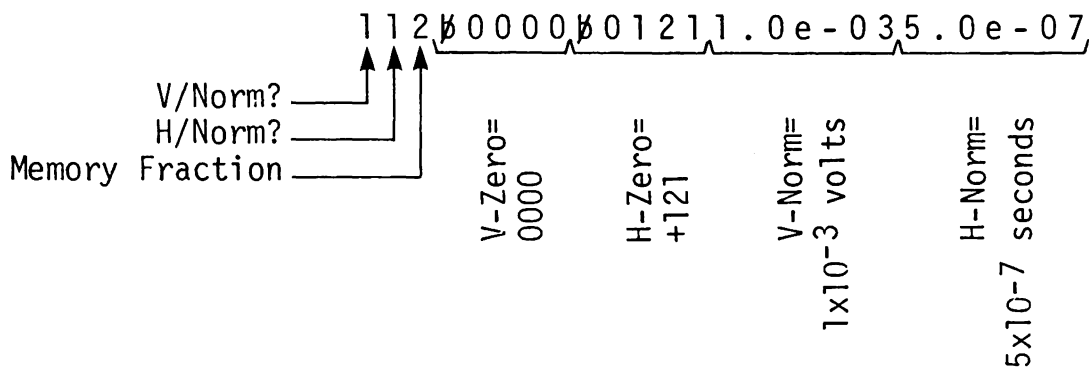 112ƀ0000ƀ01211.0e-035.0e-07
V/Norm?
H/Norm?
Memory Fraction
V-Zero=
0000
H-Zero=
+121
V-Norm=
1x10⁻³ volts
H-Norm=
5x10⁻⁷ seconds